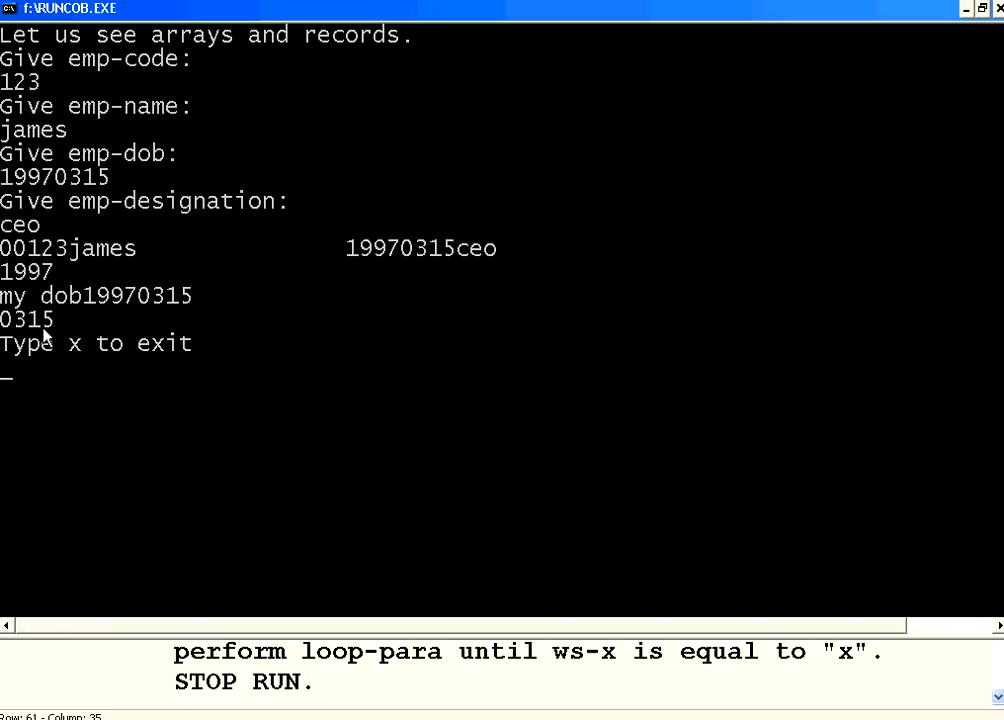 f:\RUNCOB.EXE
Let us see arrays and records.
Give emp-code:
123
Give emp-name:
james
Give emp-dob:
19970315
Give emp-designation:
ceo
00123james                    19970315ceo
1997
my dob19970315
0315
Type x to exit
_
perform loop-para until ws-x is equal to "x".
STOP RUN.
Row: 61 - Column: 35